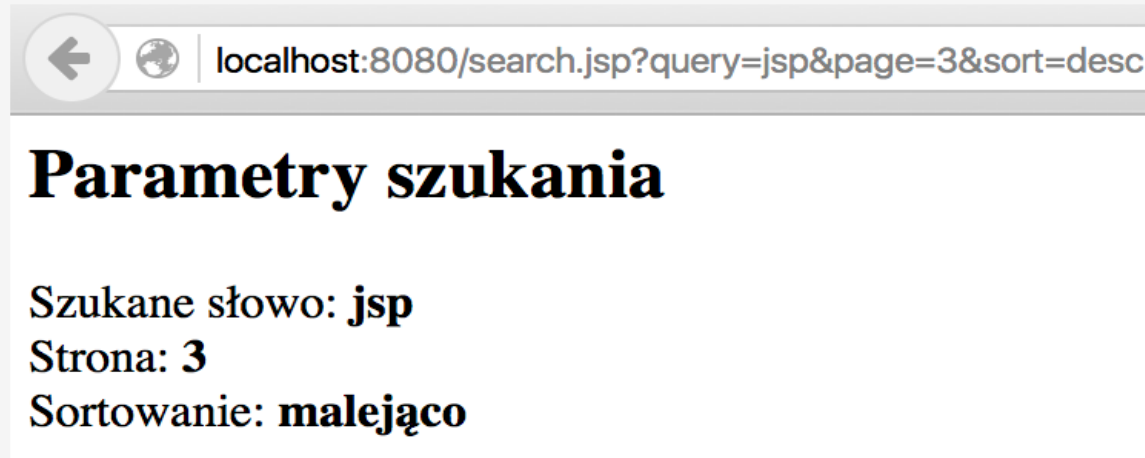 localhost:8080/search.jsp?query=jsp&page=3&sort=desc
Parametry szukania
Szukane słowo: jsp
Strona: 3
Sortowanie: malejąco